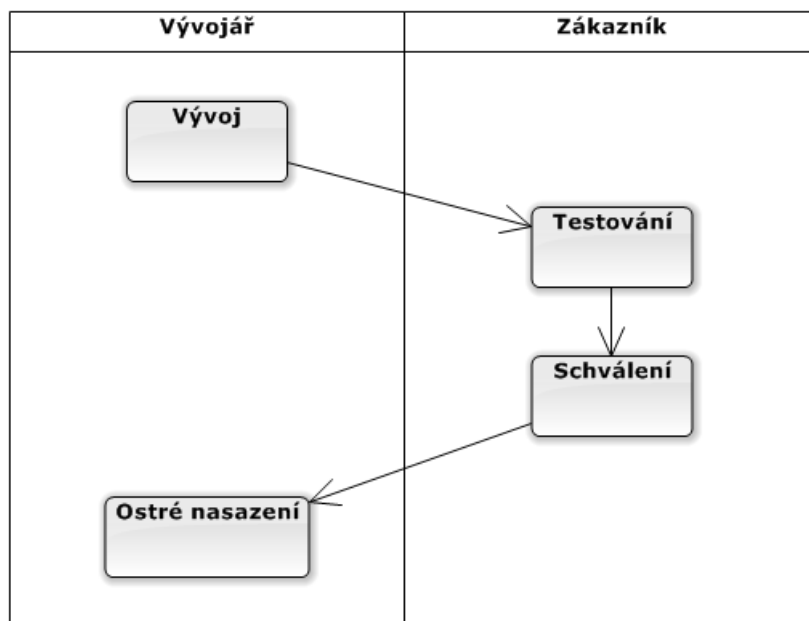 Vývojář
Zákazník
Vývoj
Testování
Schválení
Ostré nasazení